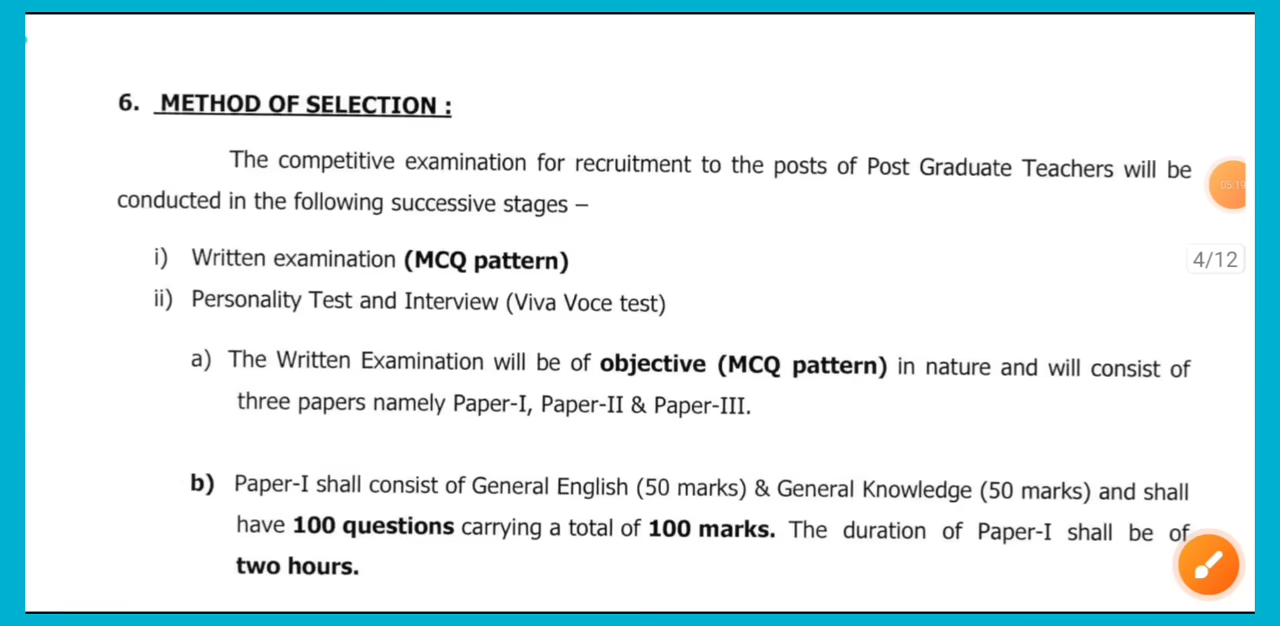 6. METHOD OF SELECTION :
The competitive examination for recruitment to the posts of Post Graduate Teachers will be
conducted in the following successive stages –
05:19
i) Written examination (MCQ pattern)
4/12
ii) Personality Test and Interview (Viva Voce test)
a) The Written Examination will be of objective (MCQ pattern) in nature and will consist of
three papers namely Paper-I, Paper-II & Paper-III.
b) Paper-I shall consist of General English (50 marks) & General Knowledge (50 marks) and shall
have 100 questions carrying a total of 100 marks. The duration of Paper-I shall be of
two hours.